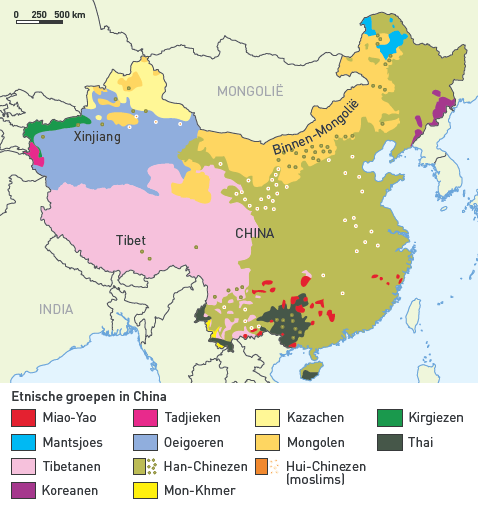 0 250 500 km
MONGOLIË
Binnen-Mongolië
Xinjiang
CHINA
Tibet
INDIA
Etnische groepen in China
Miao-Yao
Tadjieken
Kazachen
Kirgiezen
Mantsjoes
Oeigoeren
Mongolen
Thai
Tibetanen
Han-Chinezen
Hui-Chinezen
(moslims)
Koreanen
Mon-Khmer